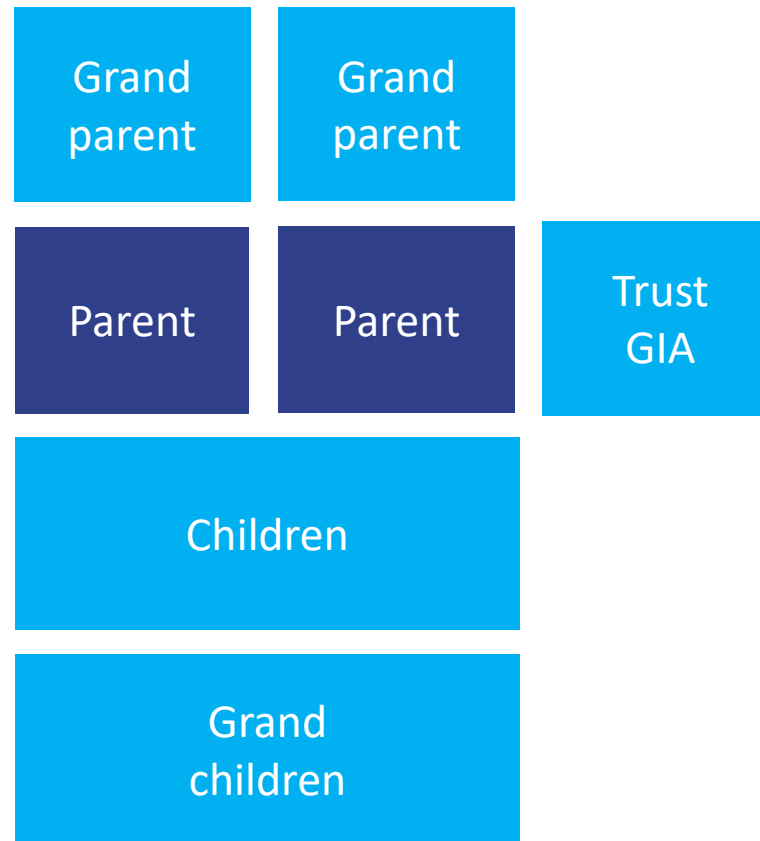 Grand
parent
Grand
parent
Parent
Parent
Trust
GIA
Children
Grand
children